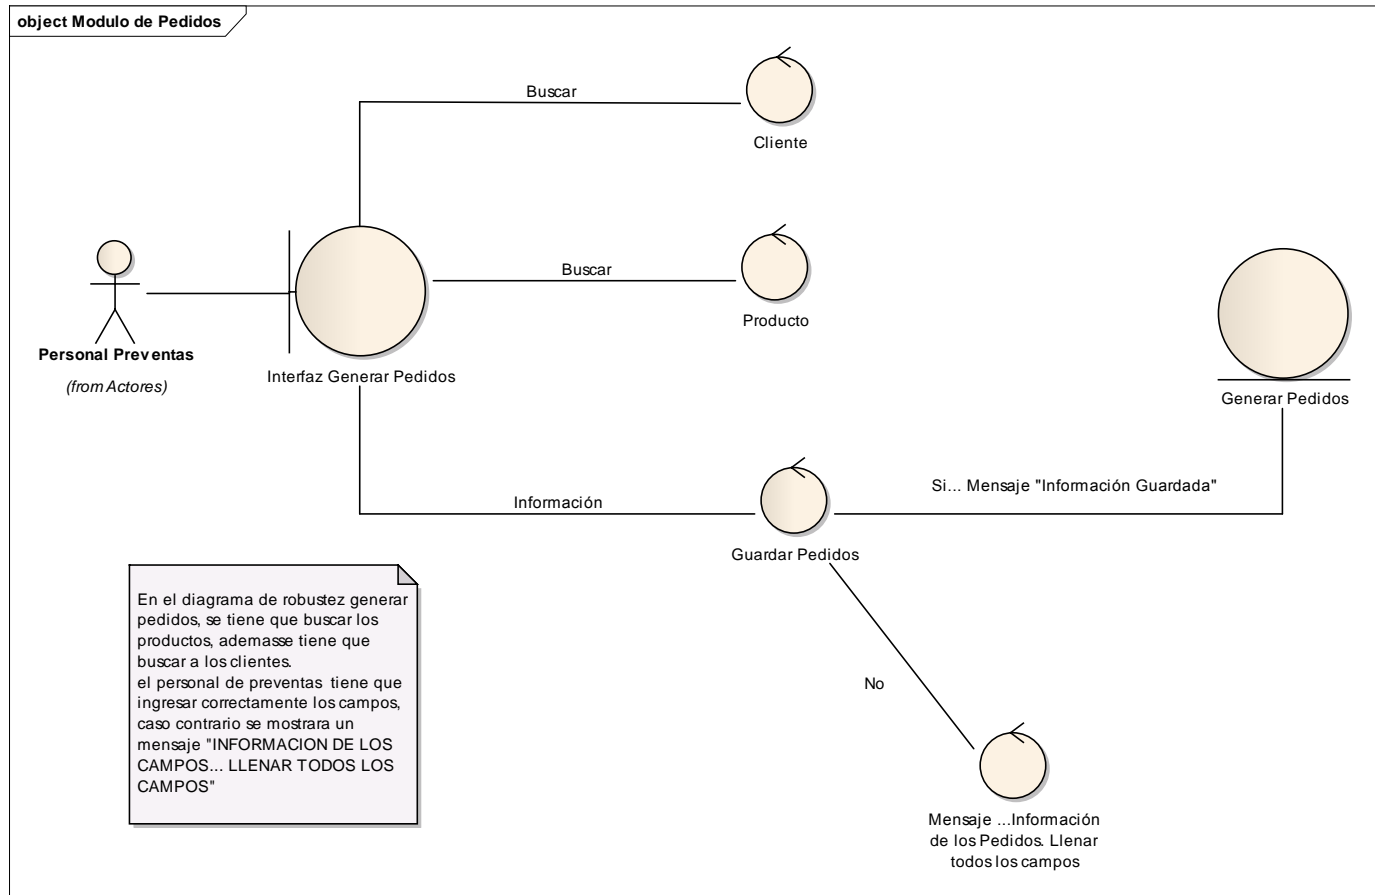 object Modulo de Pedidos
Buscar
Cliente
Buscar
Producto
Personal Preventas
(from Actores)
Interfaz Generar Pedidos
Generar Pedidos
Si... Mensaje "Información Guardada"
Información
Guardar Pedidos
En el diagrama de robustez generar
pedidos, se tiene que buscar los
productos, ademasse tiene que
buscar a los clientes.
el personal de preventas tiene que
ingresar correctamente los campos,
caso contrario se mostrara un
mensaje "INFORMACION DE LOS
CAMPOS... LLENAR TODOS LOS
CAMPOS"
No
Mensaje ...Información
de los Pedidos. Llenar
todos los campos